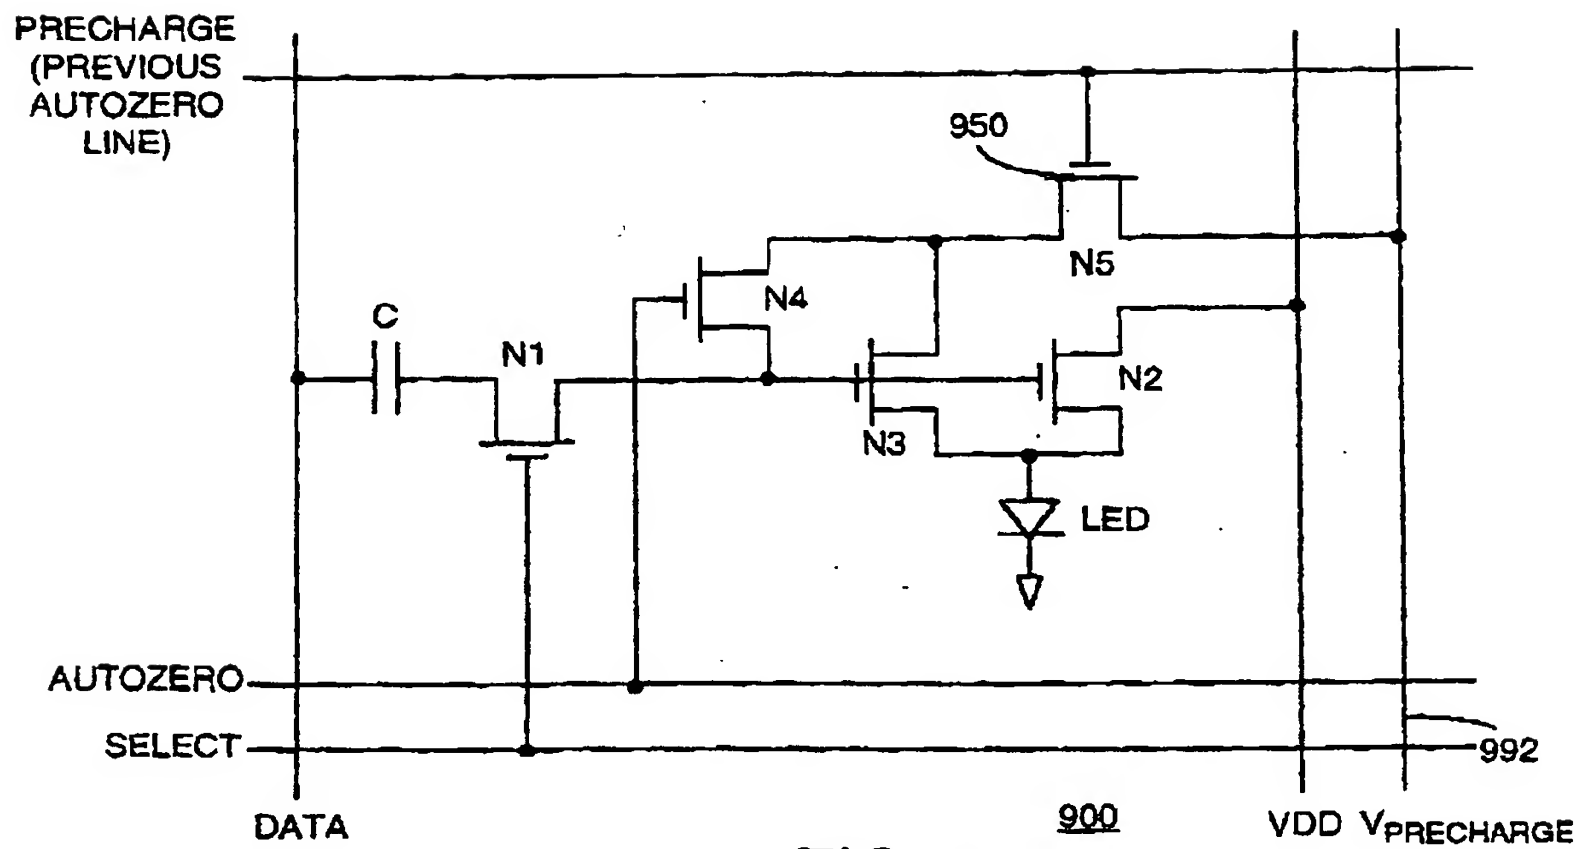 PRECHARGE
(PREVIOUS
AUTOZERO
LINE)
950
N5
N4
C
N1
N2
N3
LED
AUTOZERO
SELECT
992
DATA
900
VDD
VPRECHARGE